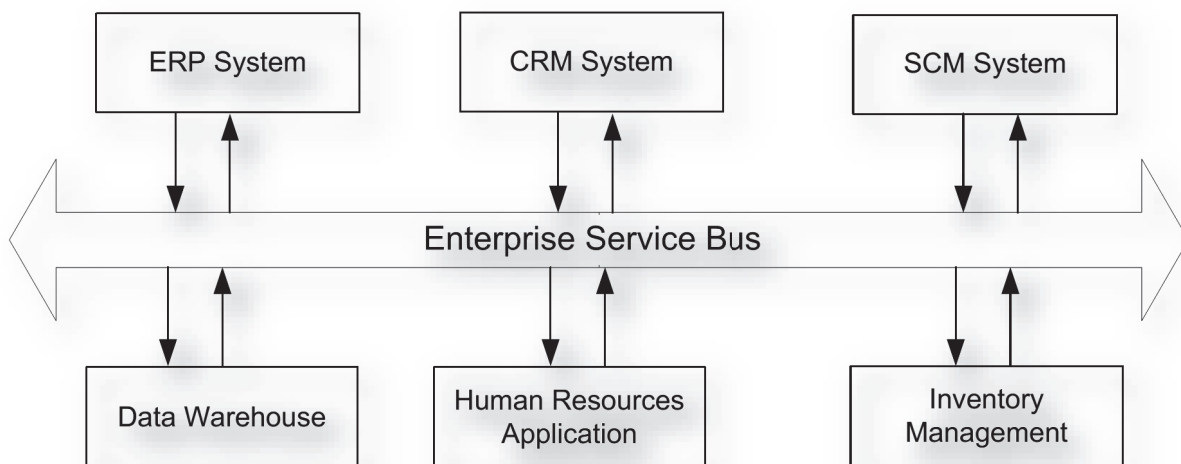 ERP System
CRM System
SCM System
Enterprise Service Bus
Data Warehouse
Human Resources
Application
Inventory
Management